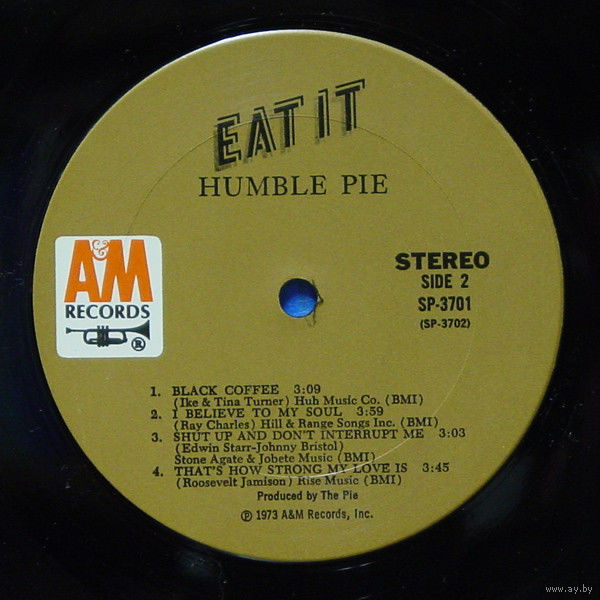 EAT IT
HUMBLE PIE
A&M
RECORDS
®
STEREO
SIDE 2
SP-3701
(SP-3702)
1. BLACK COFFEE 3:09
(Ike & Tina Turner) Huh Music Co. (BMI)
2. I BELIEVE TO MY SOUL 3:59
(Ray Charles) Hill & Range Songs Inc. (BMI)
3. SHUT UP AND DON'T INTERRUPT ME 3:03
(Edwin Starr-Johnny Bristol)
Stone Agate & Jobete Music (BMI)
4. THAT'S HOW STRONG MY LOVE IS 3:45
(Roosevelt Jamison) Rise Music (BMI)
Produced by The Pie
℗ 1973 A&M Records, Inc.
www.ay.by